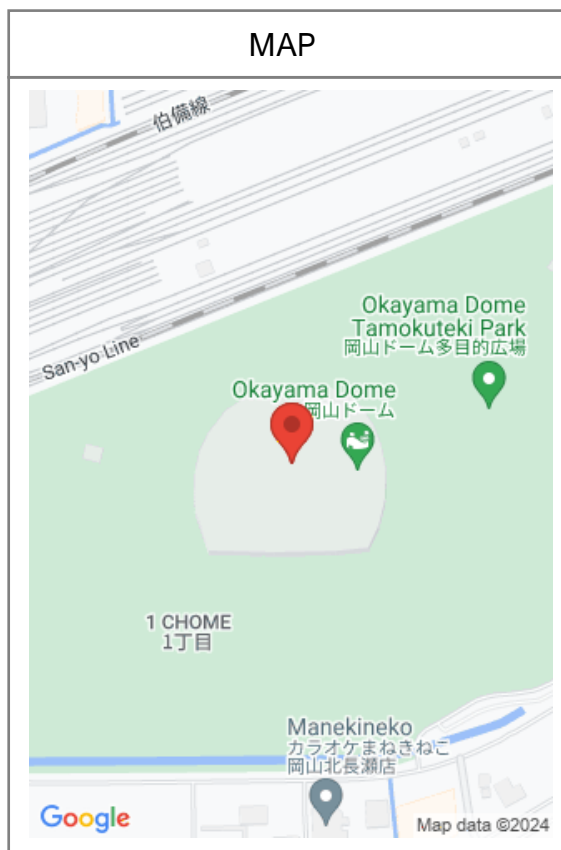 MAP
伯備線
Okayama Dome
Tamokuteki Park
岡山ドーム多目的広場
San-yo Line
Okayama Dome
岡山ドーム
1 CHOME
1丁目
Manekineko
カラオケまねきねこ
岡山北長瀬店
Google
Map data ©2024